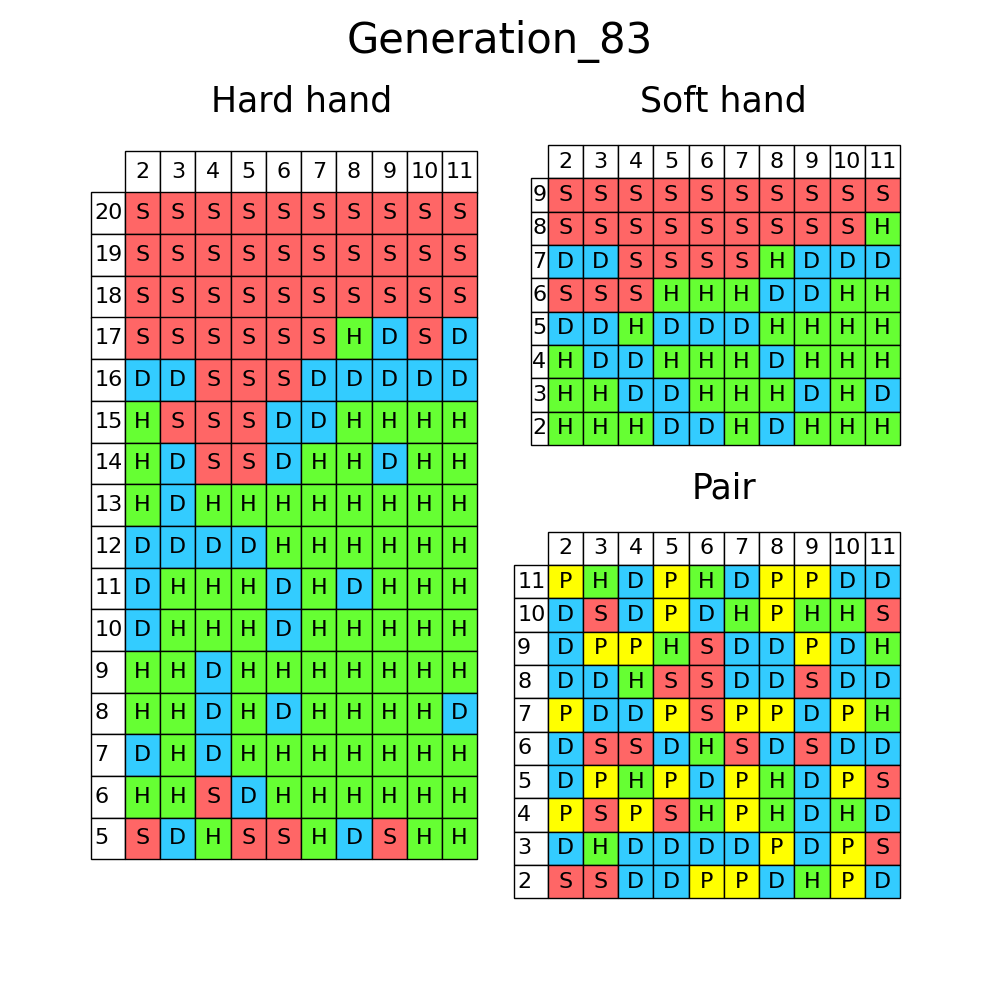 Generation_83
Hard hand
2 3 4 5 6 7 8 9 10 11
20 S S S S S S S S S S
19 S S S S S S S S S S
18 S S S S S S S S S S
17 S S S S S S H D S D
16 D D S S S D D D D D
15 H S S S D D H H H H
14 H D S S D H H D H H
13 H D H H H H H H H H
12 D D D D H H H H H H
11 D H H H D H D H H H
10 D H H H D H H H H H
9 H H D H H H H H H H
8 H H D H D H H H H D
7 D H D H H H H H H H
6 H H S D H H H H H H
5 S D H S S H D S H H
Soft hand
2 3 4 5 6 7 8 9 10 11
9 S S S S S S S S S S
8 S S S S S S S S S H
7 D D S S S S H D D D
6 S S S H H H D D H H
5 D D H D D D H H H H
4 H D D H H H D H H H
3 H H D D H H H D H D
2 H H H D D H D H H H
Pair
2 3 4 5 6 7 8 9 10 11
11 P H D P H D P P D D
10 D S D P D H P H H S
9 D P P H S D D P D H
8 D D H S S D D S D D
7 P D D P S P P D P H
6 D S S D H S D S D D
5 D P H P D P H D P S
4 P S P S H P H D H D
3 D H D D D D P D P S
2 S S D D P P D H P D